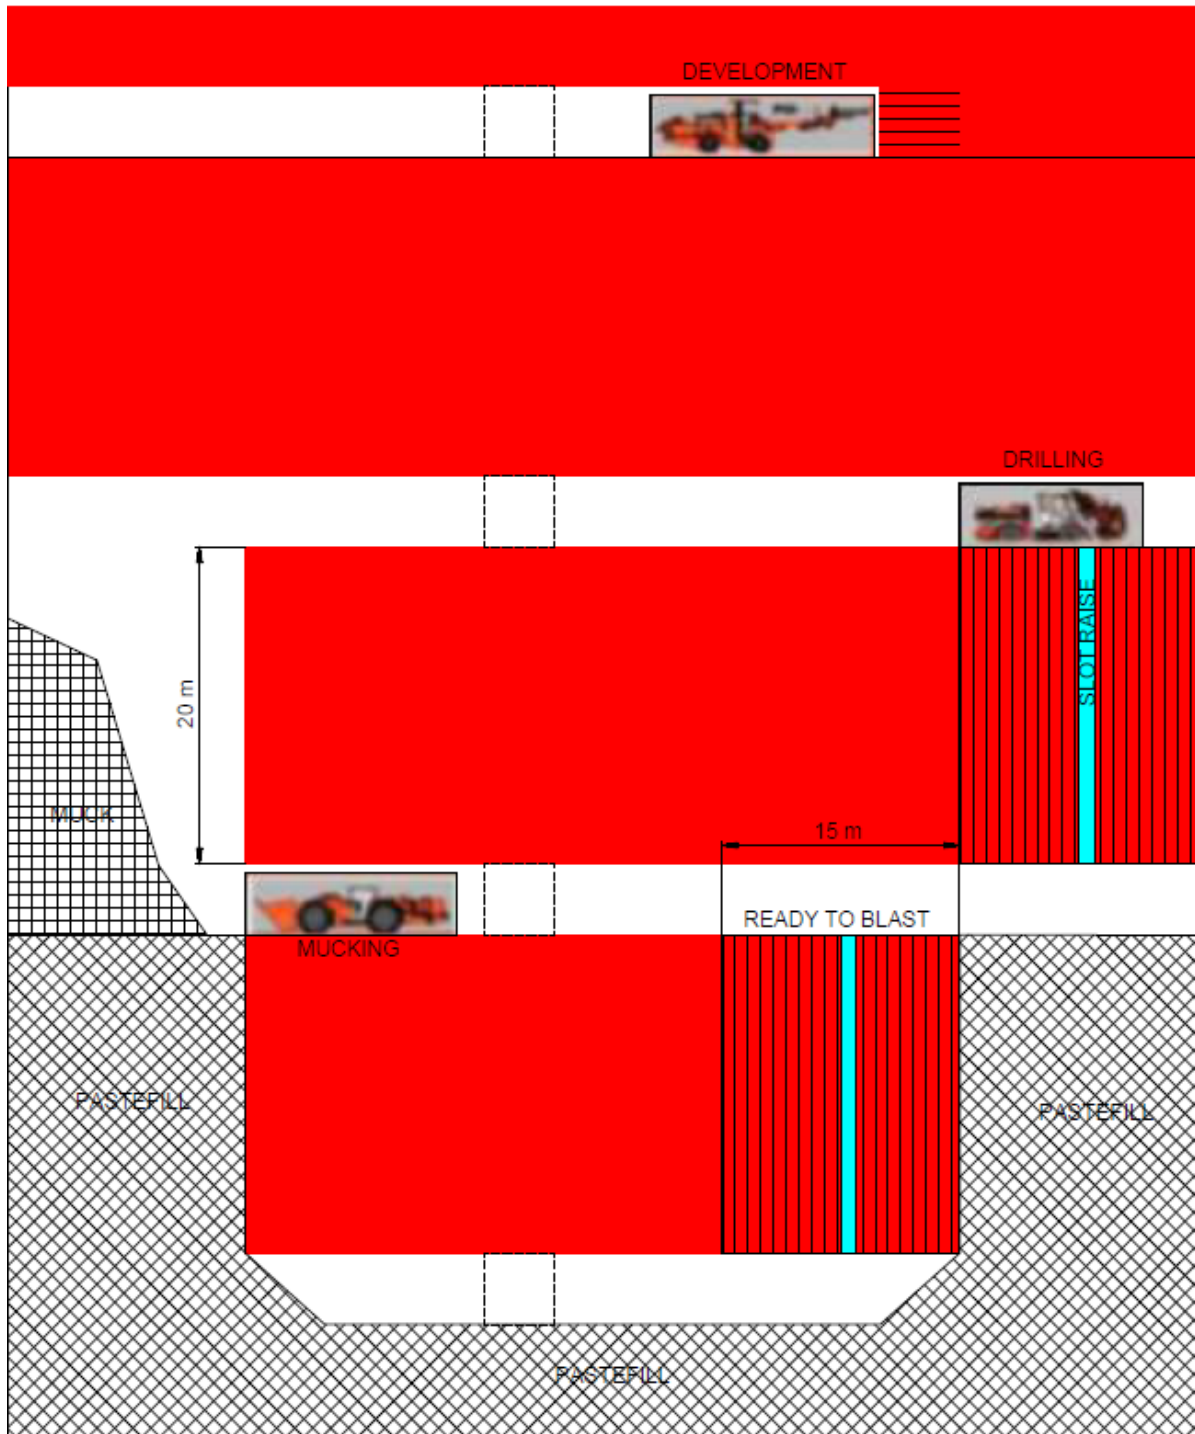 DEVELOPMENT
DRILLING
SLOT RAISE
20 m
MUCK
15 m
READY TO BLAST
MUCKING
PASTEFILL
PASTEFILL
PASTEFILL